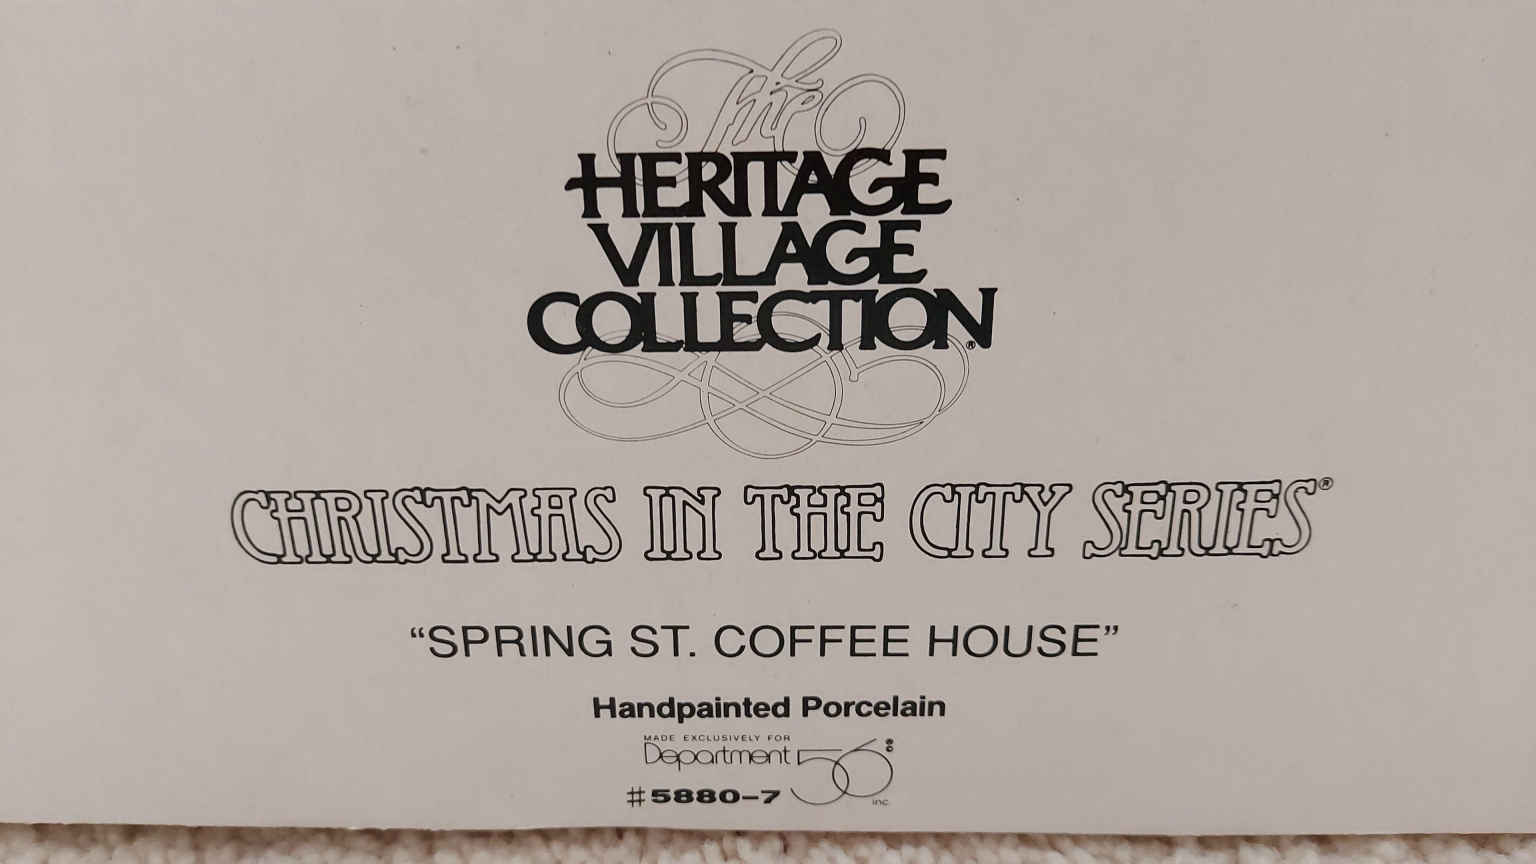 The
HERITAGE
VILLAGE
COLLECTION®
CHRISTMAS IN THE CITY SERIES®
“SPRING ST. COFFEE HOUSE”
Handpainted Porcelain
MADE EXCLUSIVELY FOR
Department 56®©
inc.
#5880–7